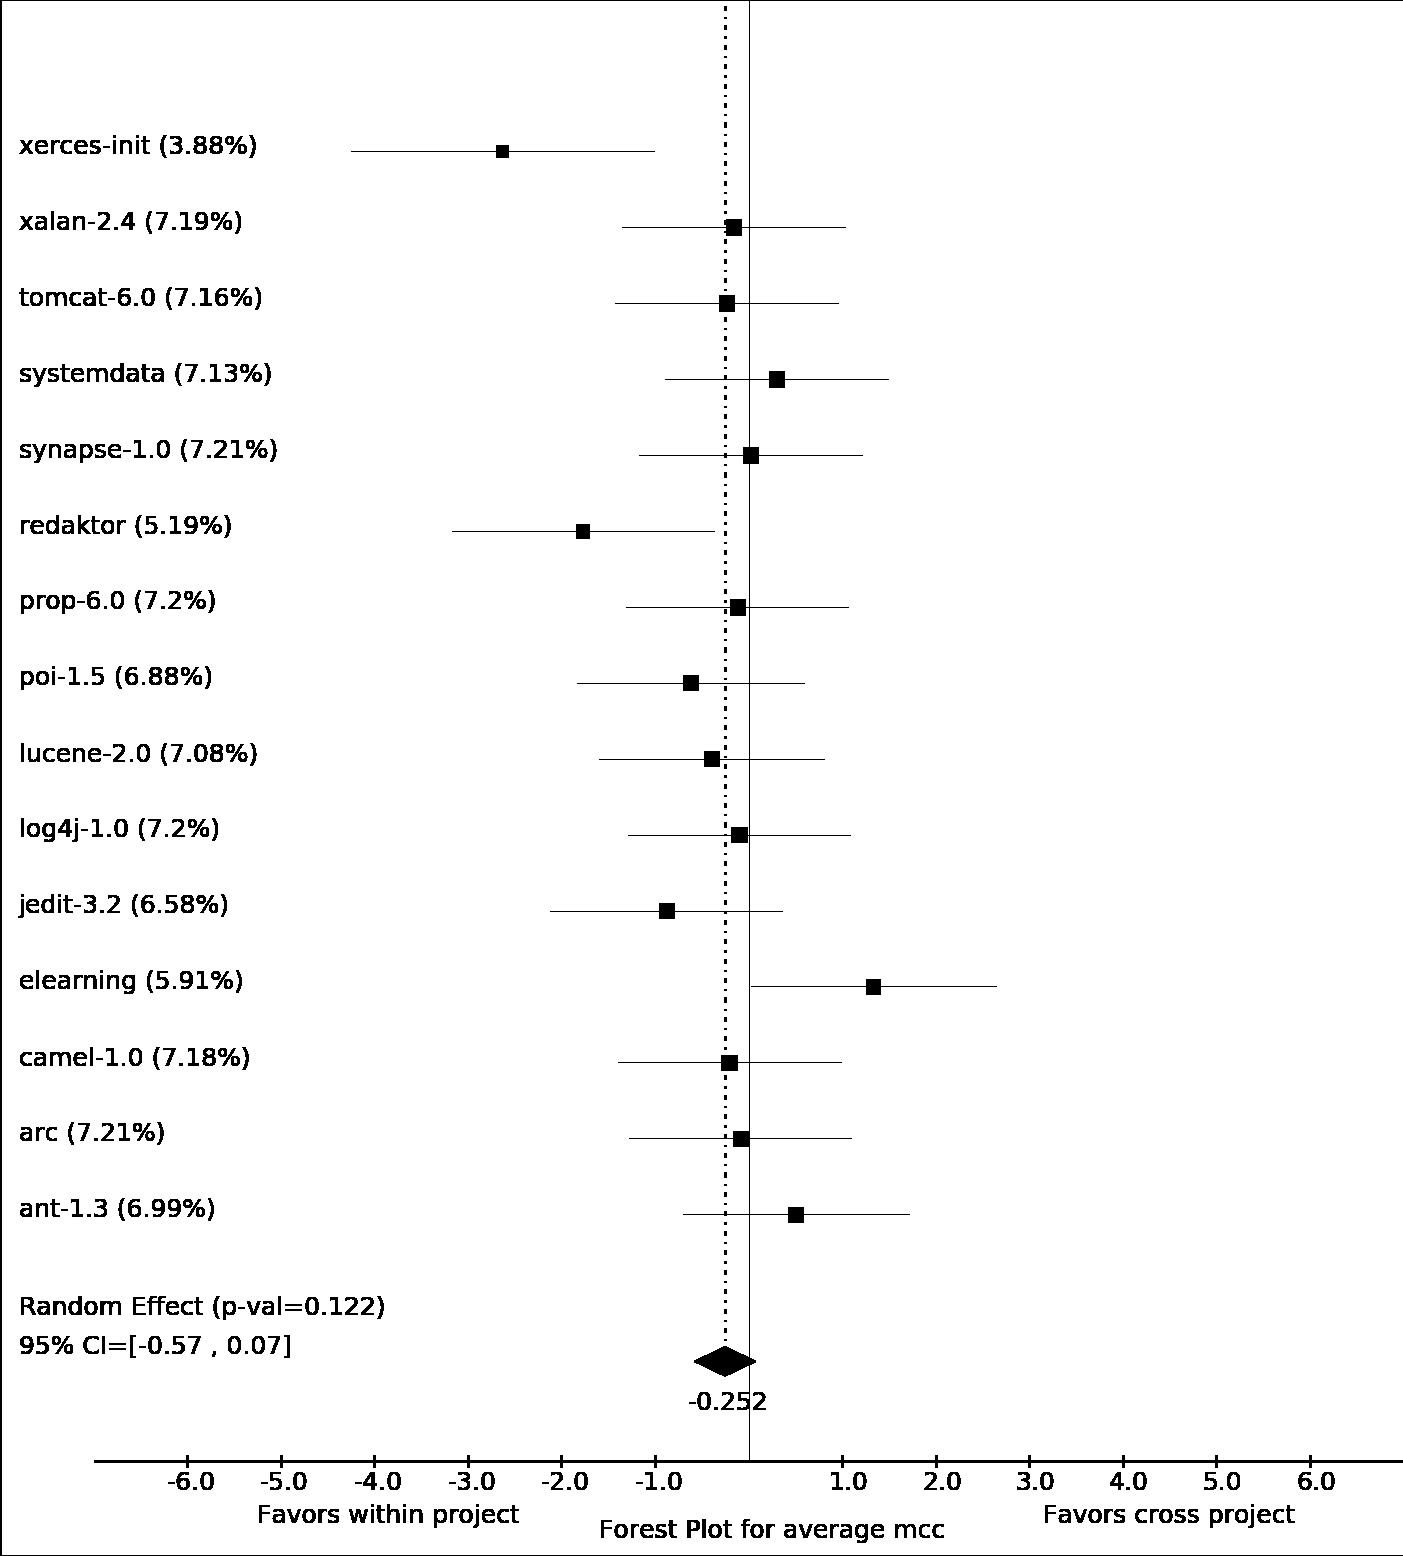 xerces-init (3.88%)
xalan-2.4 (7.19%)
tomcat-6.0 (7.16%)
systemdata (7.13%)
synapse-1.0 (7.21%)
redaktor (5.19%)
prop-6.0 (7.2%)
poi-1.5 (6.88%)
lucene-2.0 (7.08%)
log4j-1.0 (7.2%)
jedit-3.2 (6.58%)
elearning (5.91%)
camel-1.0 (7.18%)
arc (7.21%)
ant-1.3 (6.99%)
Random Effect (p-val=0.122)
95% CI=[-0.57 , 0.07]
-0.252
-6.0 -5.0 -4.0 -3.0 -2.0 -1.0 1.0 2.0 3.0 4.0 5.0 6.0
Favors within project Favors cross project
Forest Plot for average mcc